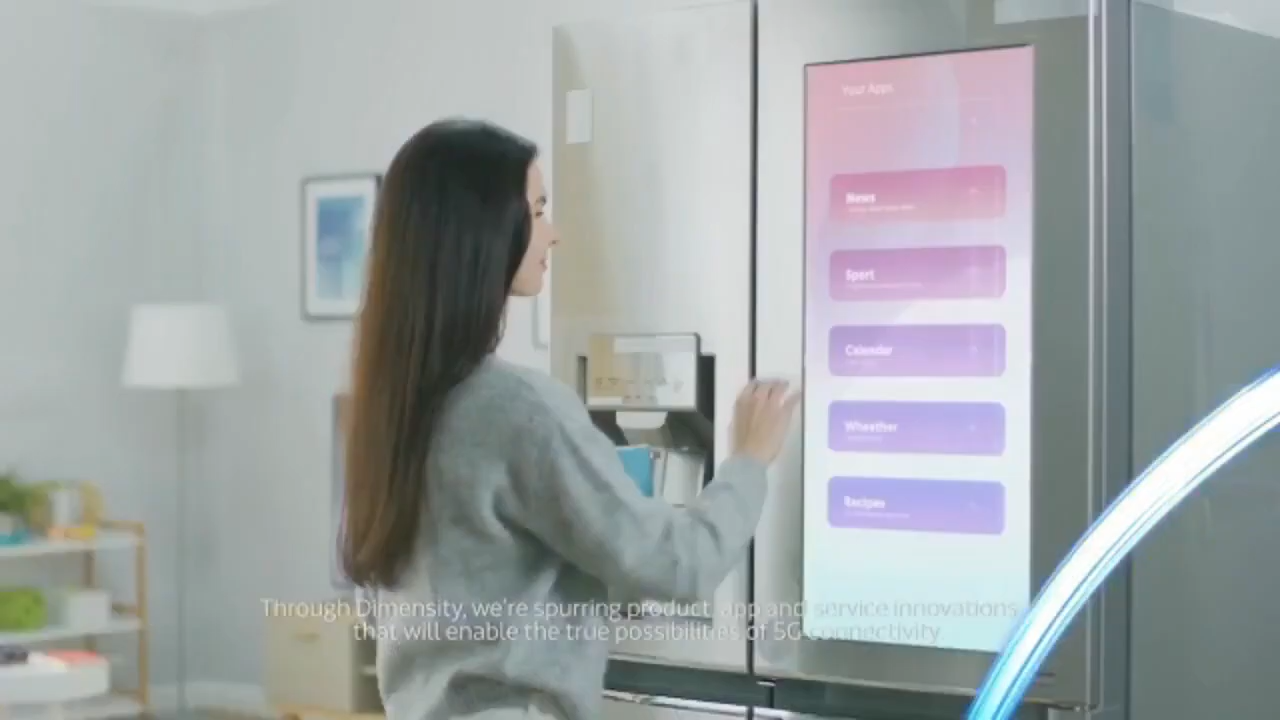 Your Apps
News
Sport
Calendar
Wheather
Recipes
Through Dimensity, we're spurring product, app and service innovations
that will enable the true possibilities of 5G connectivity